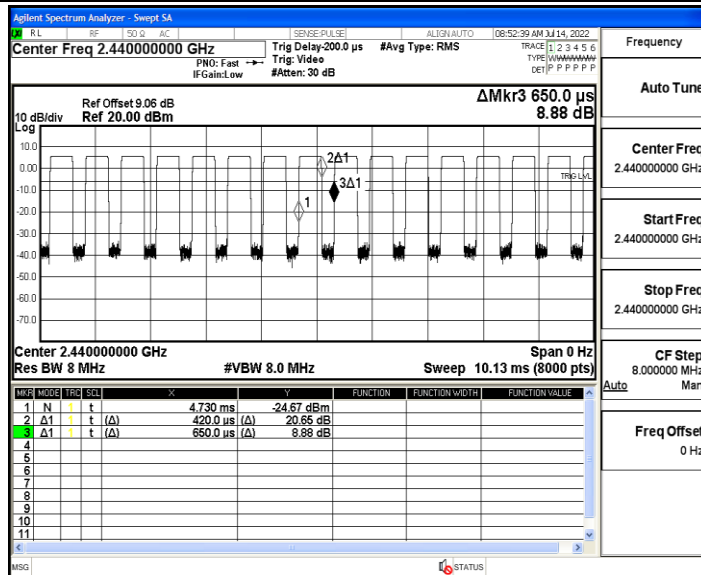 Agilent Spectrum Analyzer - Swept SA
RL RF 50 Ω AC SENSE:PULSE ALIGN AUTO 08:52:39 AM Jul 14, 2022
Center Freq 2.440000000 GHz
PNO: Fast
IFGain:Low
Trig Delay-200.0 µs
Trig: Video
#Atten: 30 dB
#Avg Type: RMS
TRACE 1 2 3 4 5 6
TYPE
DET P P P P P P
Ref Offset 9.06 dB
Ref 20.00 dBm
10 dB/div
Log
ΔMkr3 650.0 µs
8.88 dB
10.0
0.00
-10.0
-20.0
-30.0
-40.0
-50.0
-60.0
-70.0
2Δ1
3Δ1
1
TRIG LVL
Center 2.440000000 GHz
Span 0 Hz
Res BW 8 MHz
#VBW 8.0 MHz
Sweep 10.13 ms (8000 pts)
MKR MODE TRC SCL X Y FUNCTION FUNCTION WIDTH FUNCTION VALUE
1 N 1 t 4.730 ms -24.67 dBm
2 Δ1 1 t (Δ) 420.0 µs (Δ) 20.65 dB
3 Δ1 1 t (Δ) 650.0 µs (Δ) 8.88 dB
4
5
6
7
8
9
10
11
MSG
STATUS
Frequency
Auto Tune
Center Freq
2.440000000 GHz
Start Freq
2.440000000 GHz
Stop Freq
2.440000000 GHz
CF Step
8.000000 MHz
Auto Man
Freq Offset
0 Hz